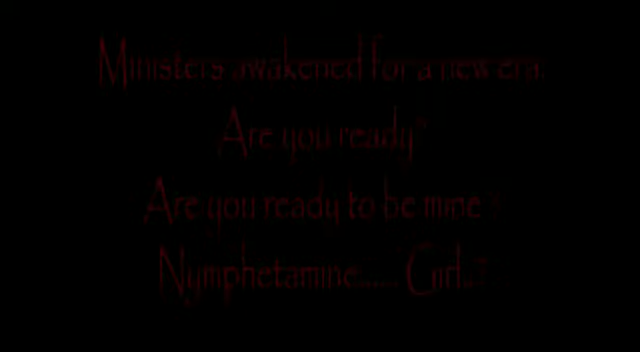 Ministers awakened for a new era.
Are you ready?
Are you ready to be mine?
Nymphetamine...... Girl..?